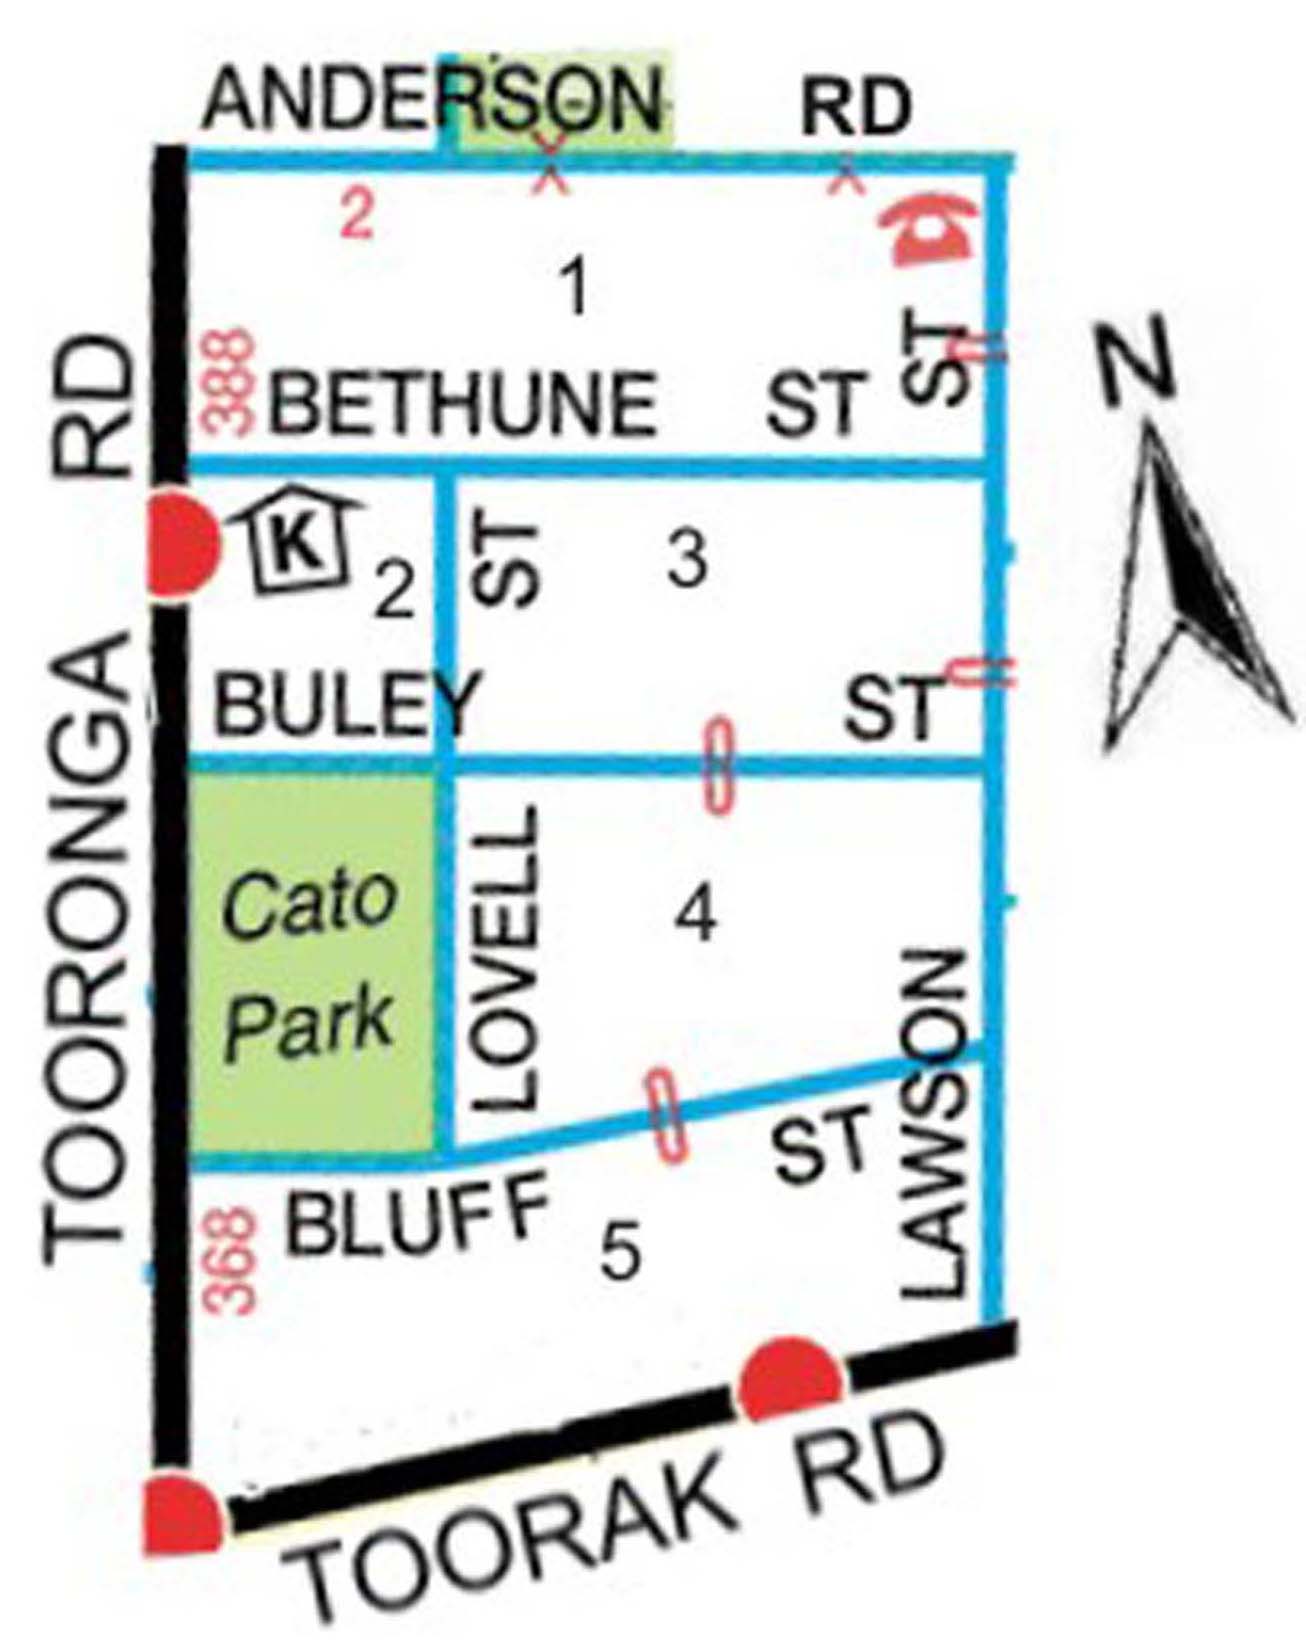 ANDERSON RD
2
1
388
BETHUNE ST
ST
N
RD
K
2
ST
3
BULEY
ST
TOORONGA
Cato
Park
LOVELL
4
LAWSON
BLUFF ST
368
5
TOORAK RD